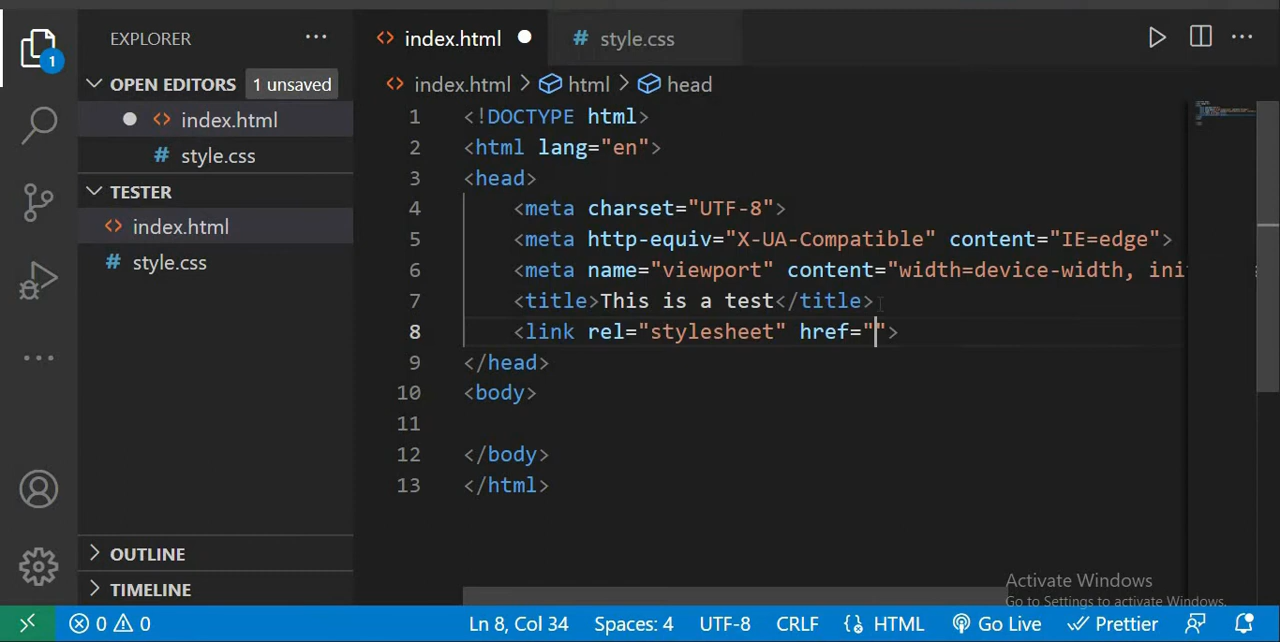 EXPLORER
index.html
# style.css
index.html > html > head
1
OPEN EDITORS 1 unsaved
index.html
# style.css
TESTER
index.html
# style.css
OUTLINE
TIMELINE
1 <!DOCTYPE html>
2 <html lang="en">
3 <head>
4 <meta charset="UTF-8">
5 <meta http-equiv="X-UA-Compatible" content="IE=edge">
6 <meta name="viewport" content="width=device-width,
7 <title>This is a test</title>
8 <link rel="stylesheet" href="">
9 </head>
10 <body>
11
12 </body>
13 </html>
Activate Windows
Go to Settings to activate Windows.
0 0
Ln 8, Col 34 Spaces: 4 UTF-8 CRLF HTML Go Live Prettier